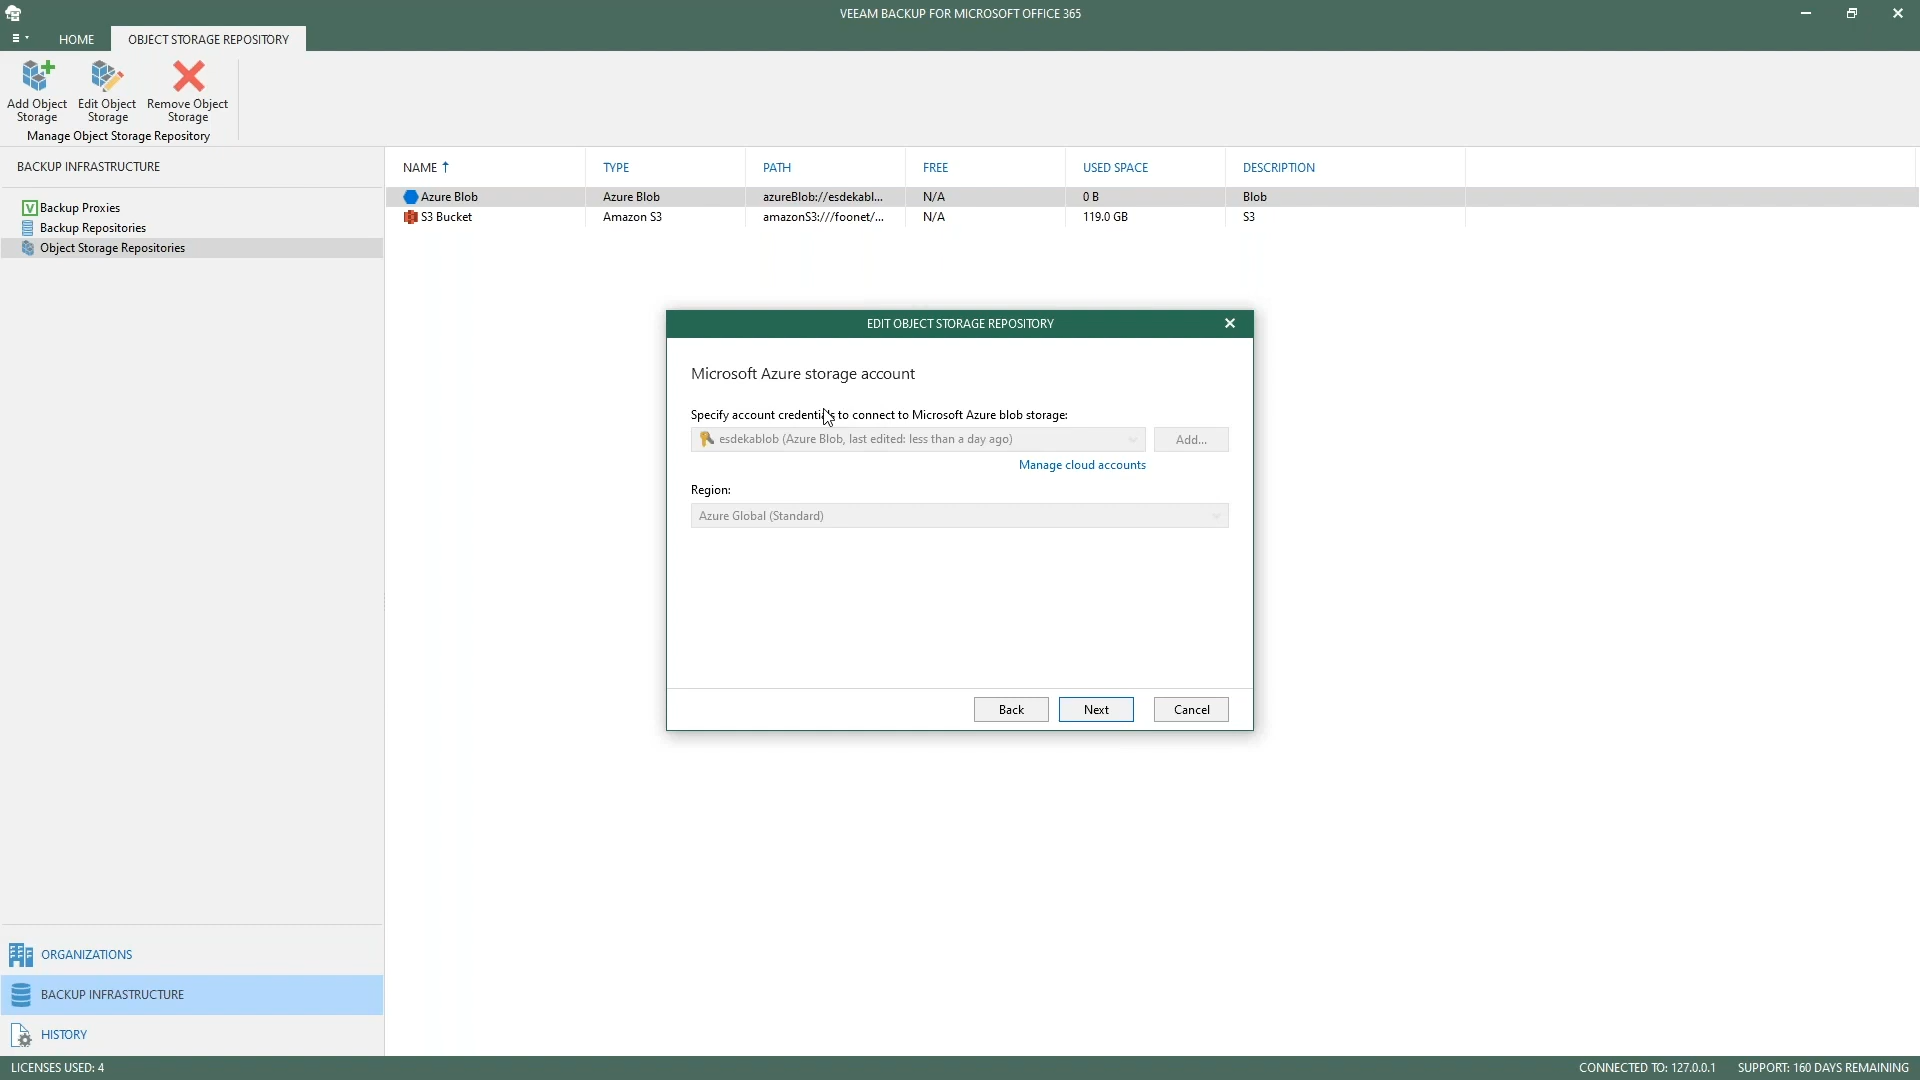 VEEAM BACKUP FOR MICROSOFT OFFICE 365
HOME
OBJECT STORAGE REPOSITORY
Add Object Storage
Edit Object Storage
Remove Object Storage
Manage Object Storage Repository
BACKUP INFRASTRUCTURE
Backup Proxies
Backup Repositories
Object Storage Repositories
NAME TYPE PATH FREE USED SPACE DESCRIPTION
Azure Blob Azure Blob azureBlob://esdekabl... N/A 0 B Blob
S3 Bucket Amazon S3 amazonS3:///foonet/... N/A 119.0 GB S3
EDIT OBJECT STORAGE REPOSITORY
Microsoft Azure storage account
Specify account credentials to connect to Microsoft Azure blob storage:
esdekablob (Azure Blob, last edited: less than a day ago)
Add...
Manage cloud accounts
Region:
Azure Global (Standard)
Back Next Cancel
ORGANIZATIONS
BACKUP INFRASTRUCTURE
HISTORY
LICENSES USED: 4
CONNECTED TO: 127.0.0.1
SUPPORT: 160 DAYS REMAINING